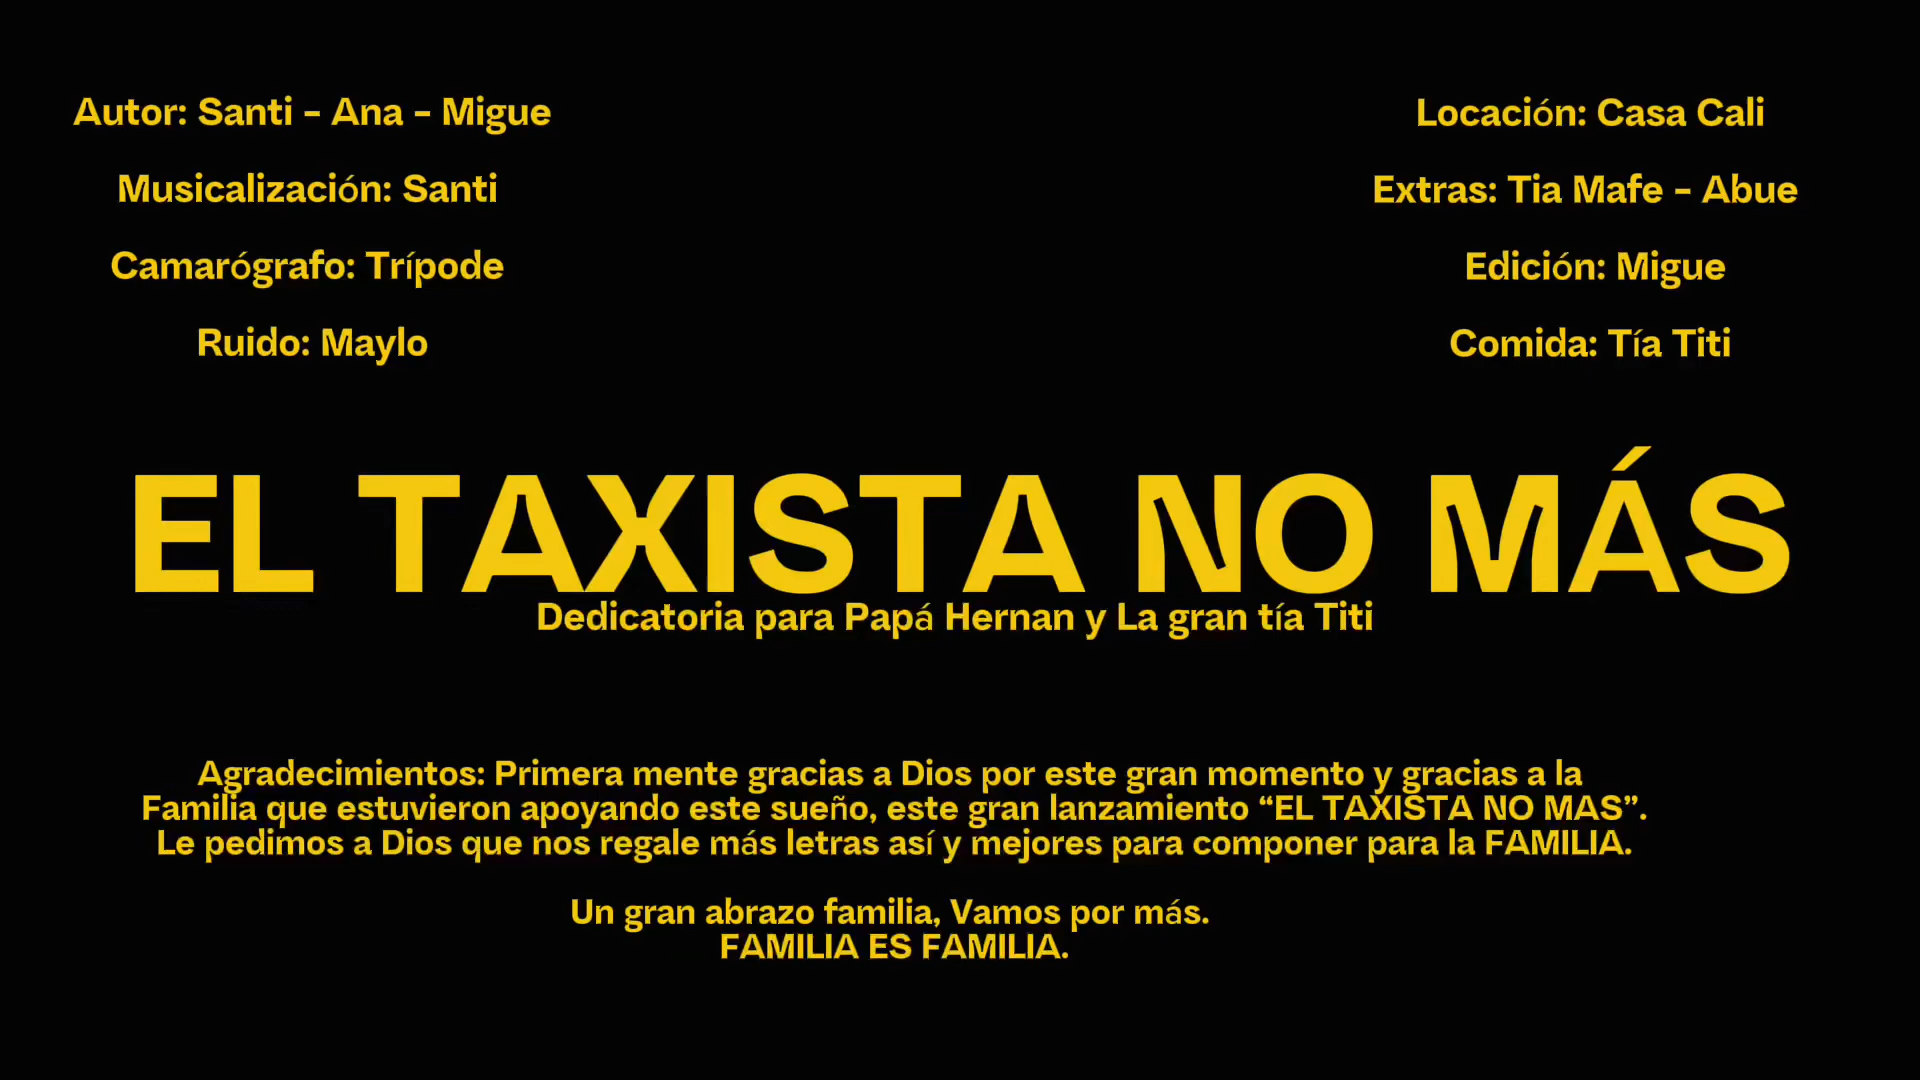 Autor: Santi - Ana - Migue
Musicalización: Santi
Camarógrafo: Trípode
Ruido: Maylo
Locación: Casa Cali
Extras: Tia Mafe - Abue
Edición: Migue
Comida: Tía Titi
EL TAXISTA NO MÁS
Dedicatoria para Papá Hernan y La gran tía Titi
Agradecimientos: Primera mente gracias a Dios por este gran momento y gracias a la
Familia que estuvieron apoyando este sueño, este gran lanzamiento “EL TAXISTA NO MAS”.
Le pedimos a Dios que nos regale más letras así y mejores para componer para la FAMILIA.
Un gran abrazo familia, Vamos por más.
FAMILIA ES FAMILIA.